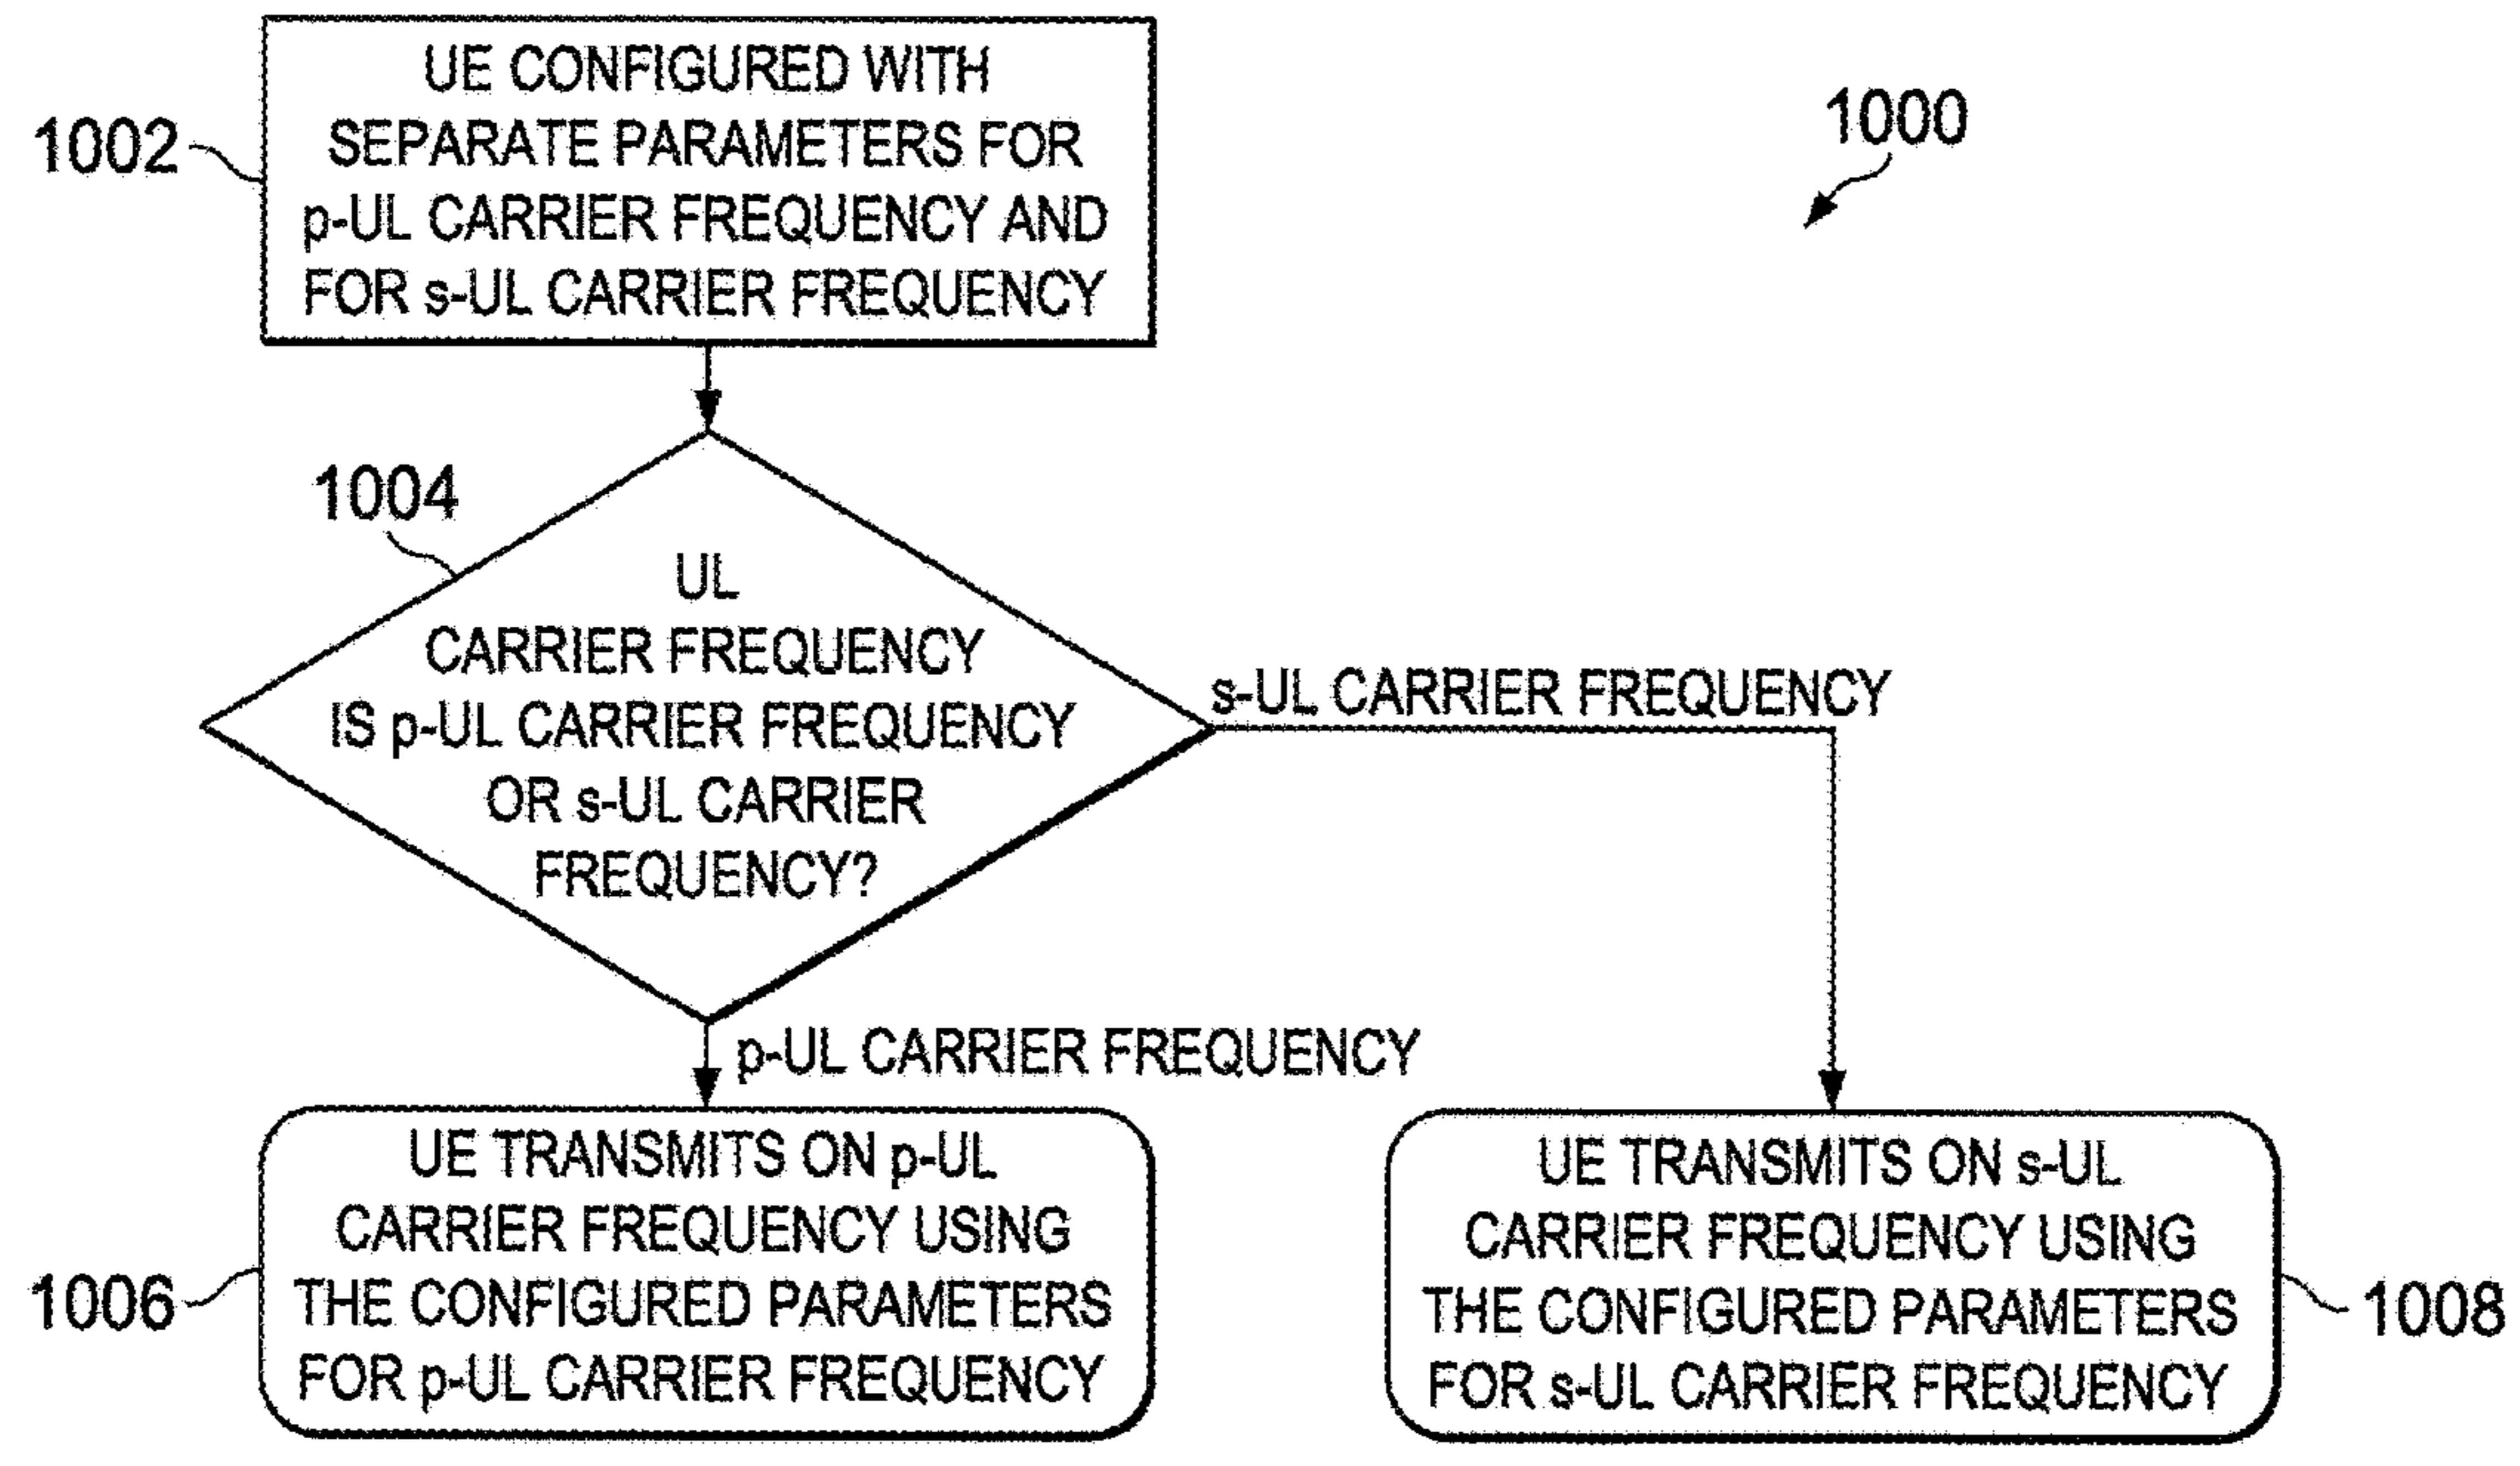 UE CONFIGURED WITH
SEPARATE PARAMETERS FOR
p-UL CARRIER FREQUENCY AND
FOR s-UL CARRIER FREQUENCY
1002
1000
1004
UL
CARRIER FREQUENCY
IS p-UL CARRIER FREQUENCY
OR s-UL CARRIER
FREQUENCY?
s-UL CARRIER FREQUENCY
p-UL CARRIER FREQUENCY
UE TRANSMITS ON p-UL
CARRIER FREQUENCY USING
THE CONFIGURED PARAMETERS
FOR p-UL CARRIER FREQUENCY
1006
UE TRANSMITS ON s-UL
CARRIER FREQUENCY USING
THE CONFIGURED PARAMETERS
FOR s-UL CARRIER FREQUENCY
1008